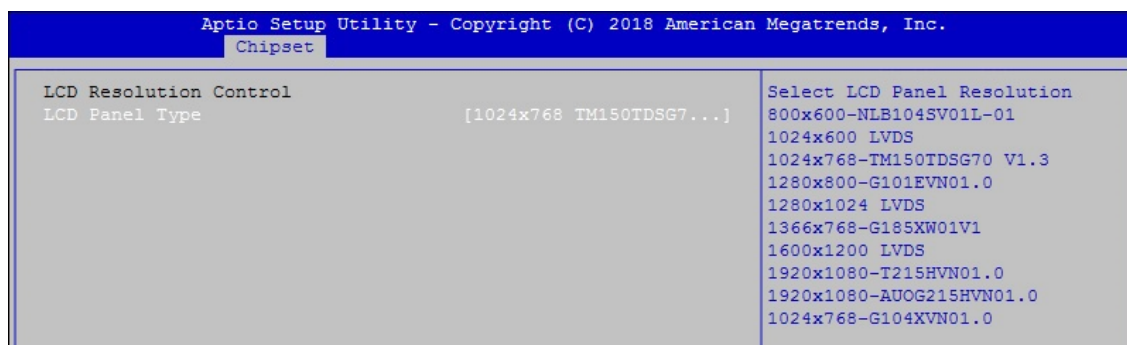 Aptio Setup Utility - Copyright (C) 2018 American Megatrends, Inc.
Chipset
LCD Resolution Control
LCD Panel Type [1024x768 TM150TDSG7...]
Select LCD Panel Resolution
800x600-NLB104SV01L-01
1024x600 LVDS
1024x768-TM150TDSG70 V1.3
1280x800-G101EVN01.0
1280x1024 LVDS
1366x768-G185XW01V1
1600x1200 LVDS
1920x1080-T215HVN01.0
1920x1080-AUOG215HVN01.0
1024x768-G104XVN01.0